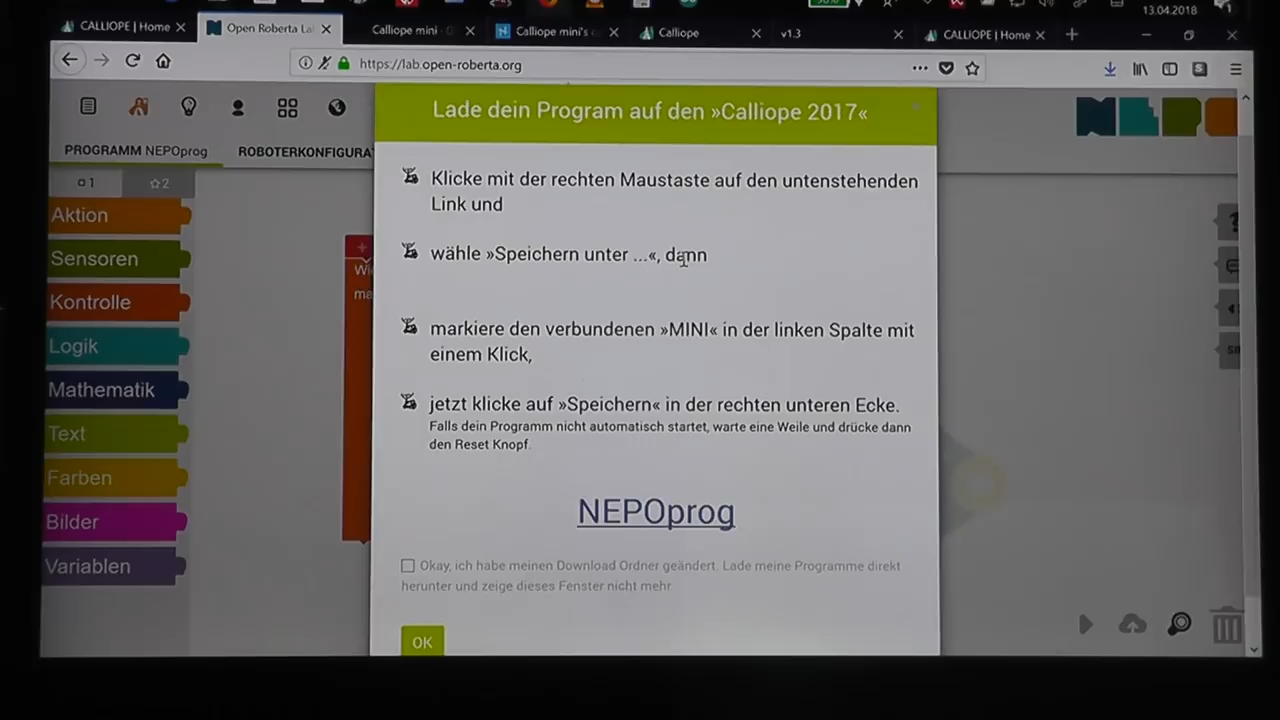 13.04.2018
CALLIOPE | Home
Open Roberta La
Calliope mini
Calliope mini's
Calliope
v1.3
CALLIOPE | Home
https://lab.open-roberta.org
PROGRAMM NEPOprog
ROBOTERKONFIGURA
1
2
Aktion
Sensoren
Kontrolle
Logik
Mathematik
Text
Farben
Bilder
Variablen
Wi
ma
Lade dein Program auf den »Calliope 2017«
Klicke mit der rechten Maustaste auf den untenstehenden
Link und
wähle »Speichern unter ...«, dann
markiere den verbundenen »MINI« in der linken Spalte mit
einem Klick,
jetzt klicke auf »Speichern« in der rechten unteren Ecke.
Falls dein Programm nicht automatisch startet, warte eine Weile und drücke dann
den Reset Knopf.
NEPOprog
Okay, ich habe meinen Download Ordner geändert. Lade meine Programme direkt
herunter und zeige dieses Fenster nicht mehr
OK